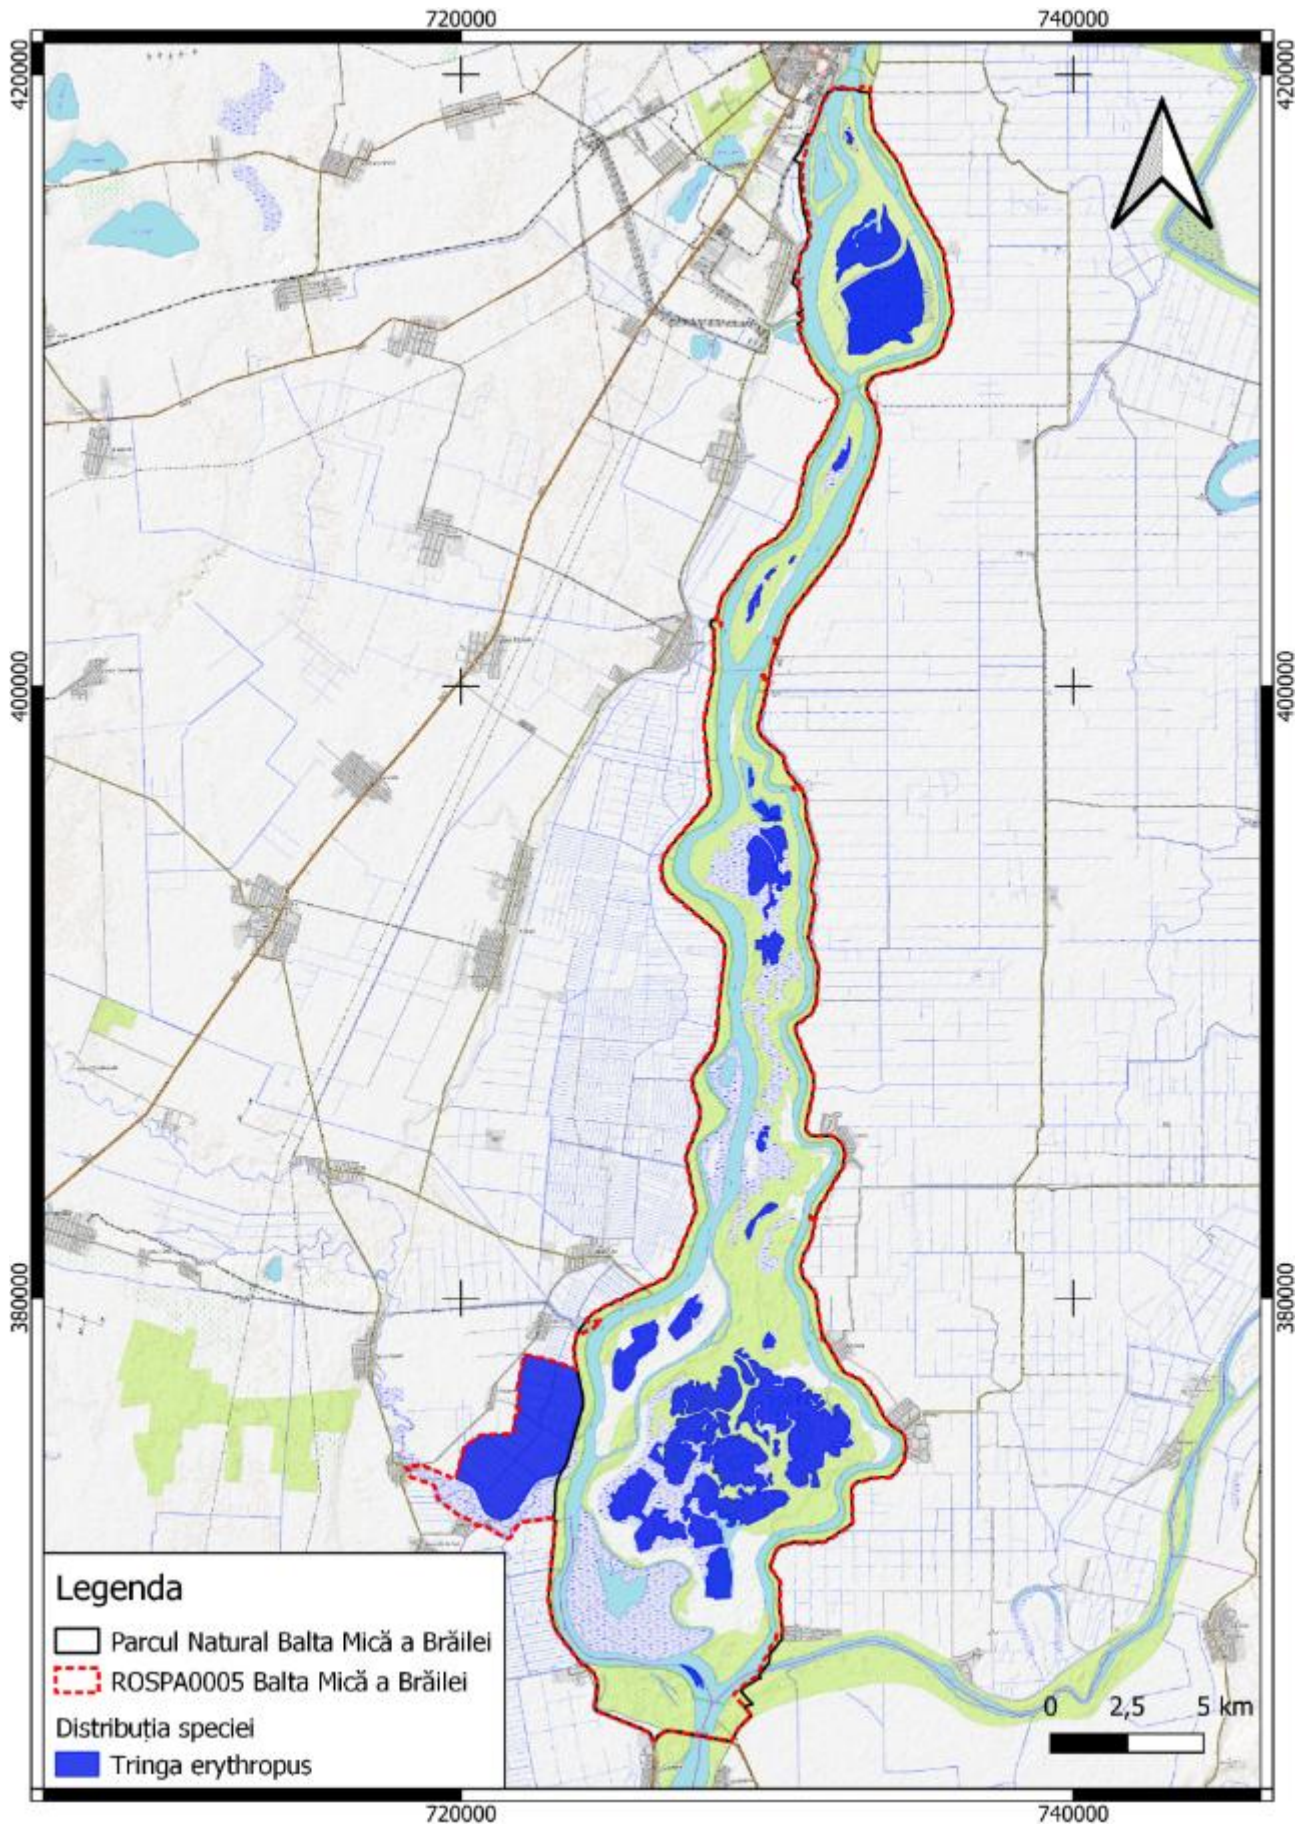 720000 740000
420000 420000
400000 400000
380000 380000
Legenda
Parcul Natural Balta Mică a Brăilei
ROSPA0005 Balta Mică a Brăilei
Distribuția speciei
Tringa erythropus
0 2,5 5 km
720000 740000